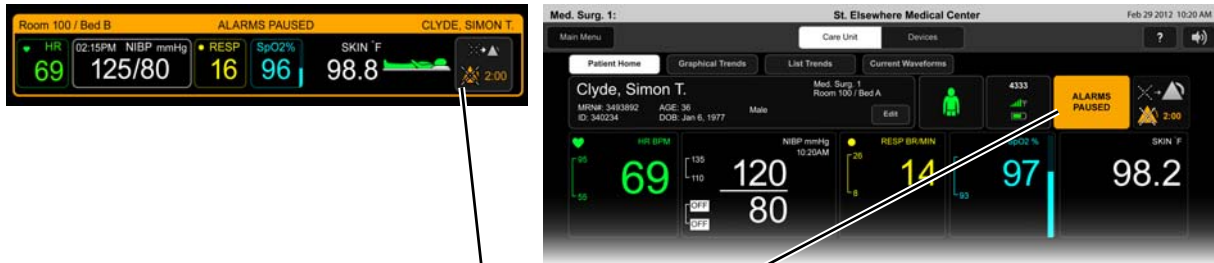 Room 100 / Bed B ALARMS PAUSED CLYDE, SIMON T.
HR 02:15PM NIBP mmHg RESP SpO2% SKIN °F
69 125/80 16 96 98.8 2:00
Med. Surg. 1: St. Elsewhere Medical Center Feb 29 2012 10:20 AM
Main Menu Care Unit Devices ?
Patient Home Graphical Trends List Trends Current Waveforms
Clyde, Simon T. Med. Surg. 1 4333
Room 100 / Bed A ALARMS
MRN#: 3493892 AGE: 36 Male PAUSED
ID: 340234 DOB: Jan 6, 1977 Edit 2:00
HR BPM NIBP mmHg RESP BR/MIN SpO2 % SKIN °F
10:20AM
95 135 26
69 110 120 14 97 98.2
55 8 93
OFF 80
OFF